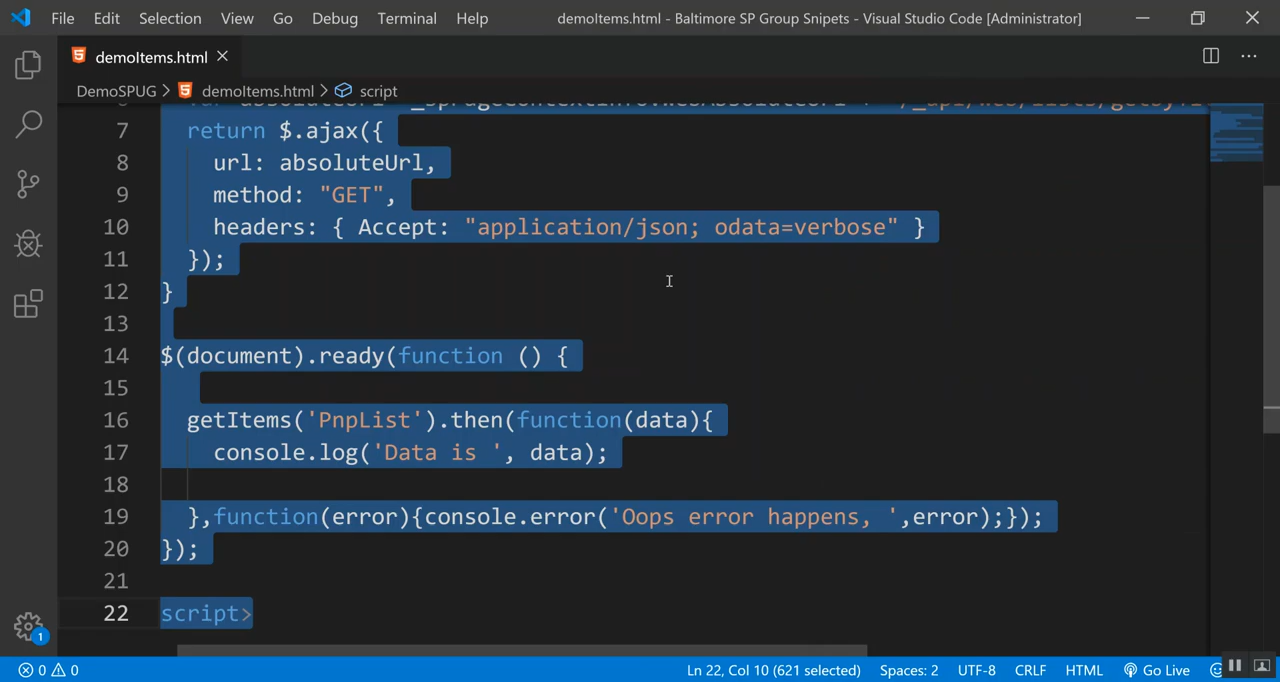 File Edit Selection View Go Debug Terminal Help demoItems.html - Baltimore SP Group Snipets - Visual Studio Code [Administrator]
demoItems.html
DemoSPUG > demoItems.html > script
7 return $.ajax({
8 url: absoluteUrl,
9 method: "GET",
10 headers: { Accept: "application/json; odata=verbose" }
11 });
12 }
13
14 $(document).ready(function () {
15
16 getItems('PnpList').then(function(data){
17 console.log('Data is ', data);
18
19 },function(error){console.error('Oops error happens, ',error);});
20 });
21
22 script>
1
0 0 Ln 22, Col 10 (621 selected) Spaces: 2 UTF-8 CRLF HTML Go Live